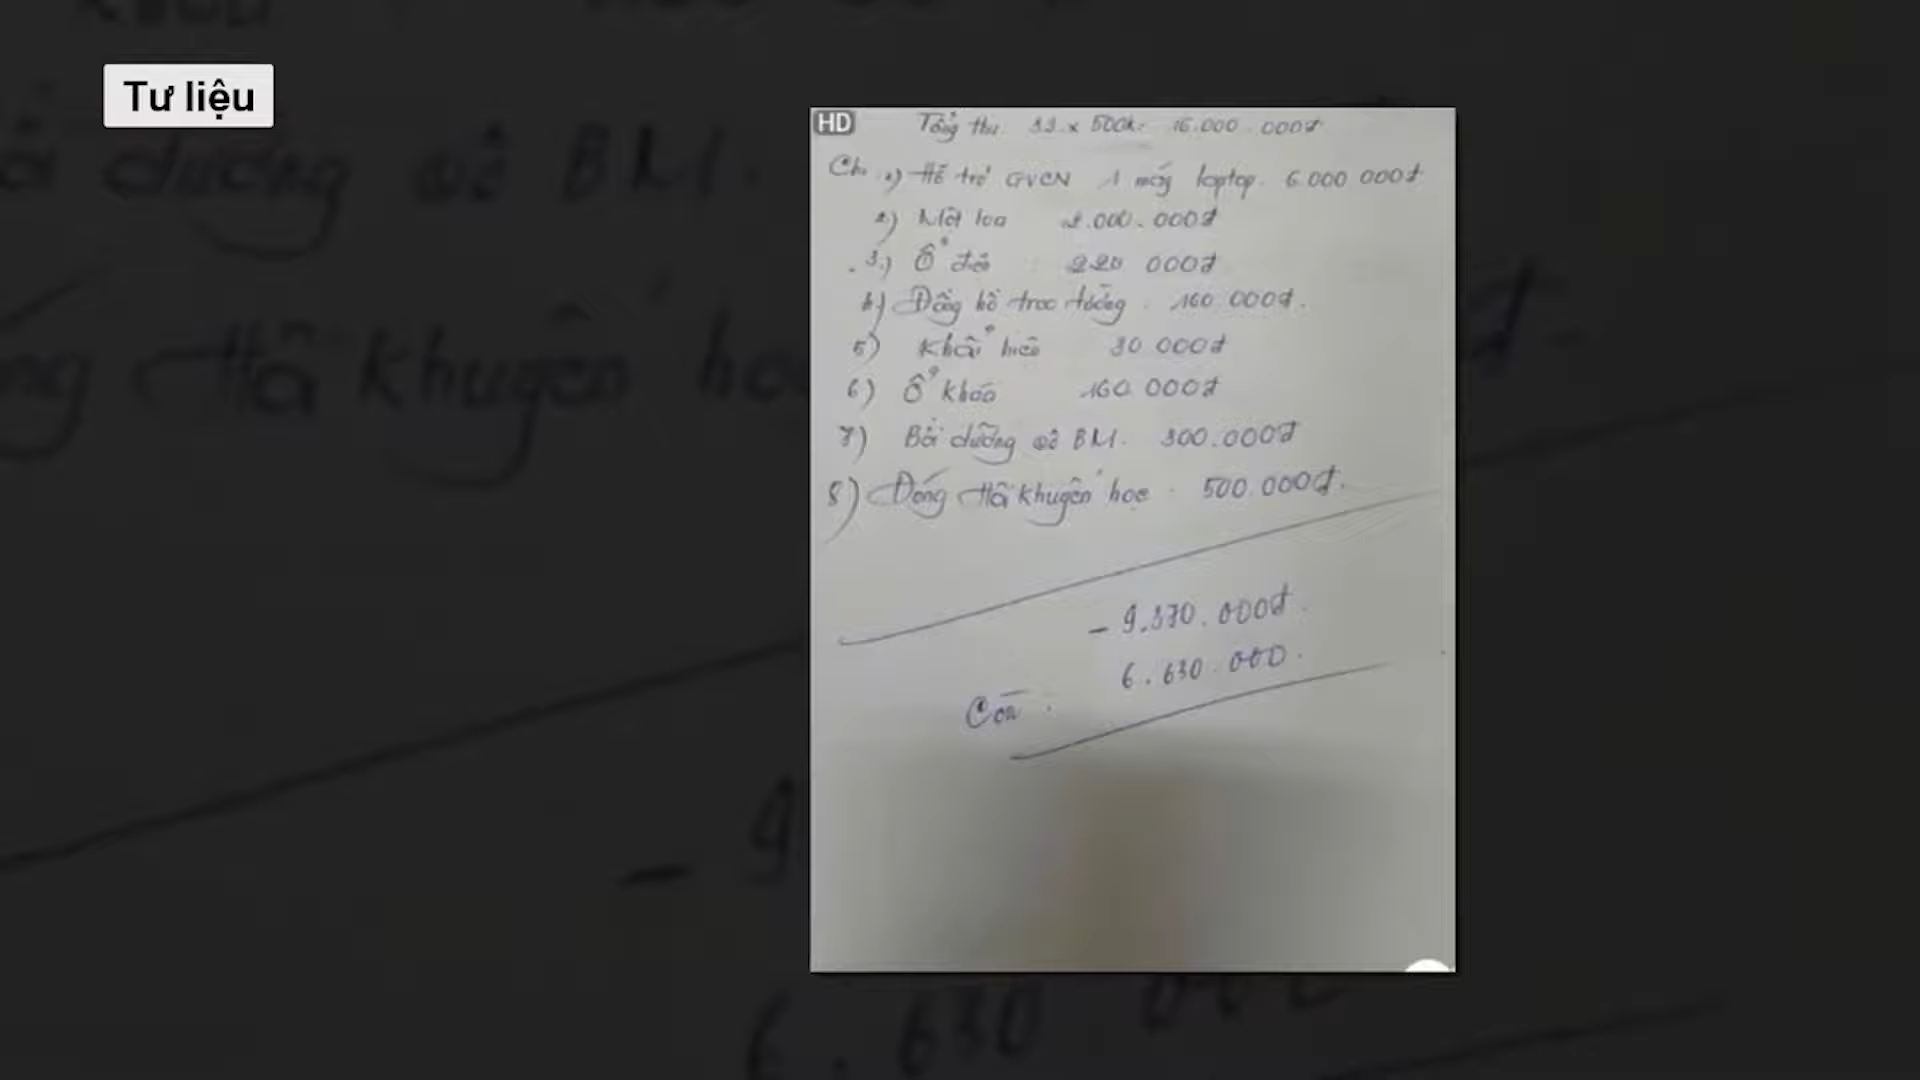 Tư liệu
HD
Tổng thu: 33 x 500k= 16.000.000đ
Chi 1) Hỗ trợ GVCN 1 máy laptop. 6.000 000đ
2) Một loa 2.000.000đ
3.) Ổ điện 220 000đ
4) Đồng hồ treo tường 160.000đ.
5) Khẩu hiệu 30 000đ
6) Ổ khóa 160 000đ
7) Bồi dưỡng cô BM. 300.000đ
8) Đóng Hội khuyến học 500.000đ.
- 9.370.000đ.
6.630.000.
Còn.